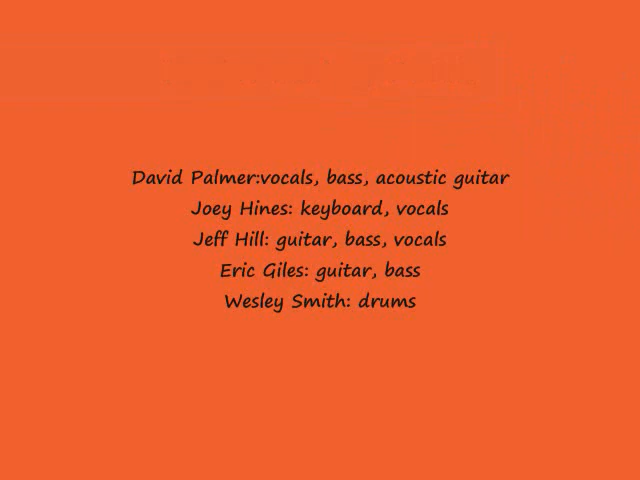 David Palmer:vocals, bass, acoustic guitar
Joey Hines: keyboard, vocals
Jeff Hill: guitar, bass, vocals
Eric Giles: guitar, bass
Wesley Smith: drums